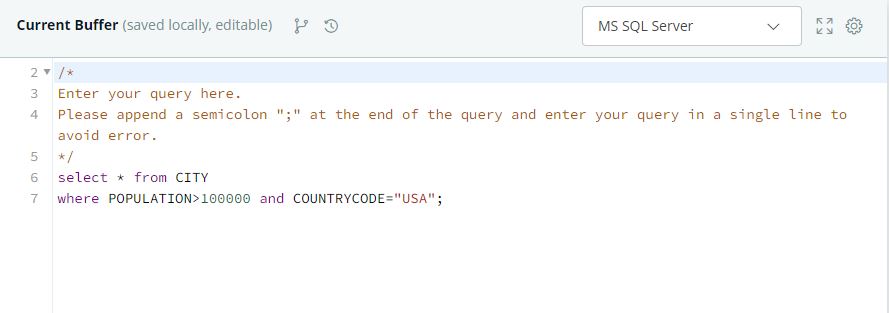 Current Buffer (saved locally, editable)
MS SQL Server
2 /*
3 Enter your query here.
4 Please append a semicolon ";" at the end of the query and enter your query in a single line to
avoid error.
5 */
6 select * from CITY
7 where POPULATION>100000 and COUNTRYCODE="USA";